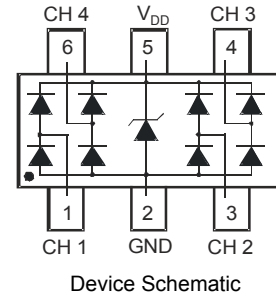 CH 4 V_DD CH 3
6 5 4
1 2 3
CH 1 GND CH 2
Device Schematic